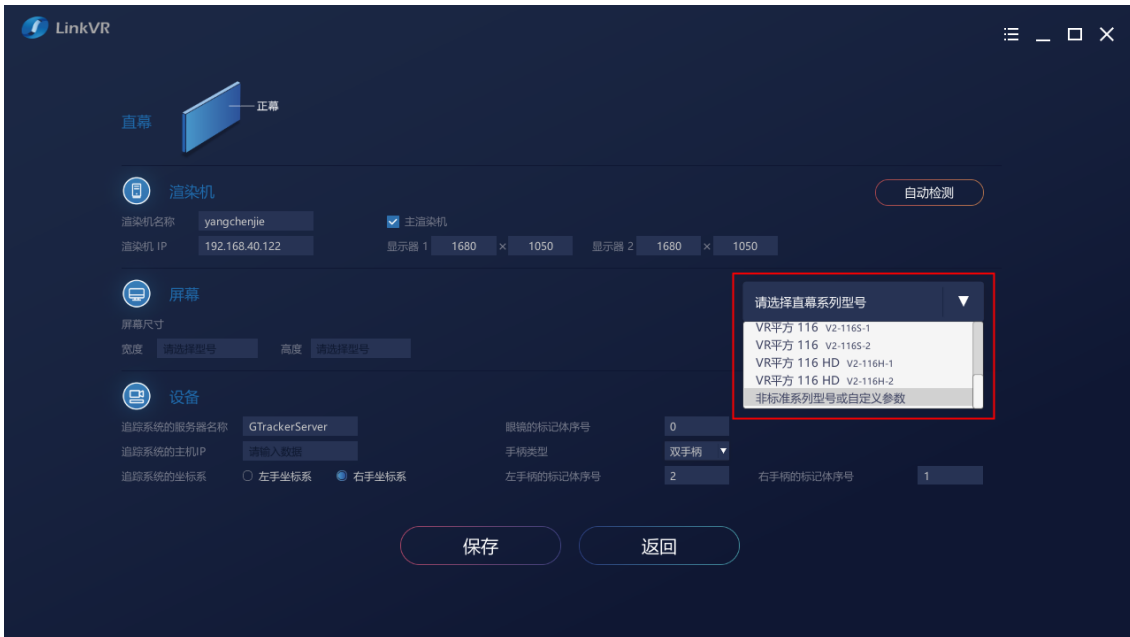 LinkVR
直幕
正幕
渲染机
自动检测
渲染机名称 yangchenjie 主渲染机
渲染机 IP 192.168.40.122 显示器 1 1680 × 1050 显示器 2 1680 × 1050
屏幕
请选择直幕系列型号
屏幕尺寸
宽度 请选择型号 高度 请选择型号
VR平方 116 V2-116S-1
VR平方 116 V2-116S-2
VR平方 116 HD V2-116H-1
VR平方 116 HD V2-116H-2
非标准系列型号或自定义参数
设备
追踪系统的服务器名称 GTrackerServer 眼镜的标记体序号 0
追踪系统的主机IP 请输入数据 手柄类型 双手柄
追踪系统的坐标系 左手坐标系 右手坐标系 左手柄的标记体序号 2 右手柄的标记体序号 1
保存 返回